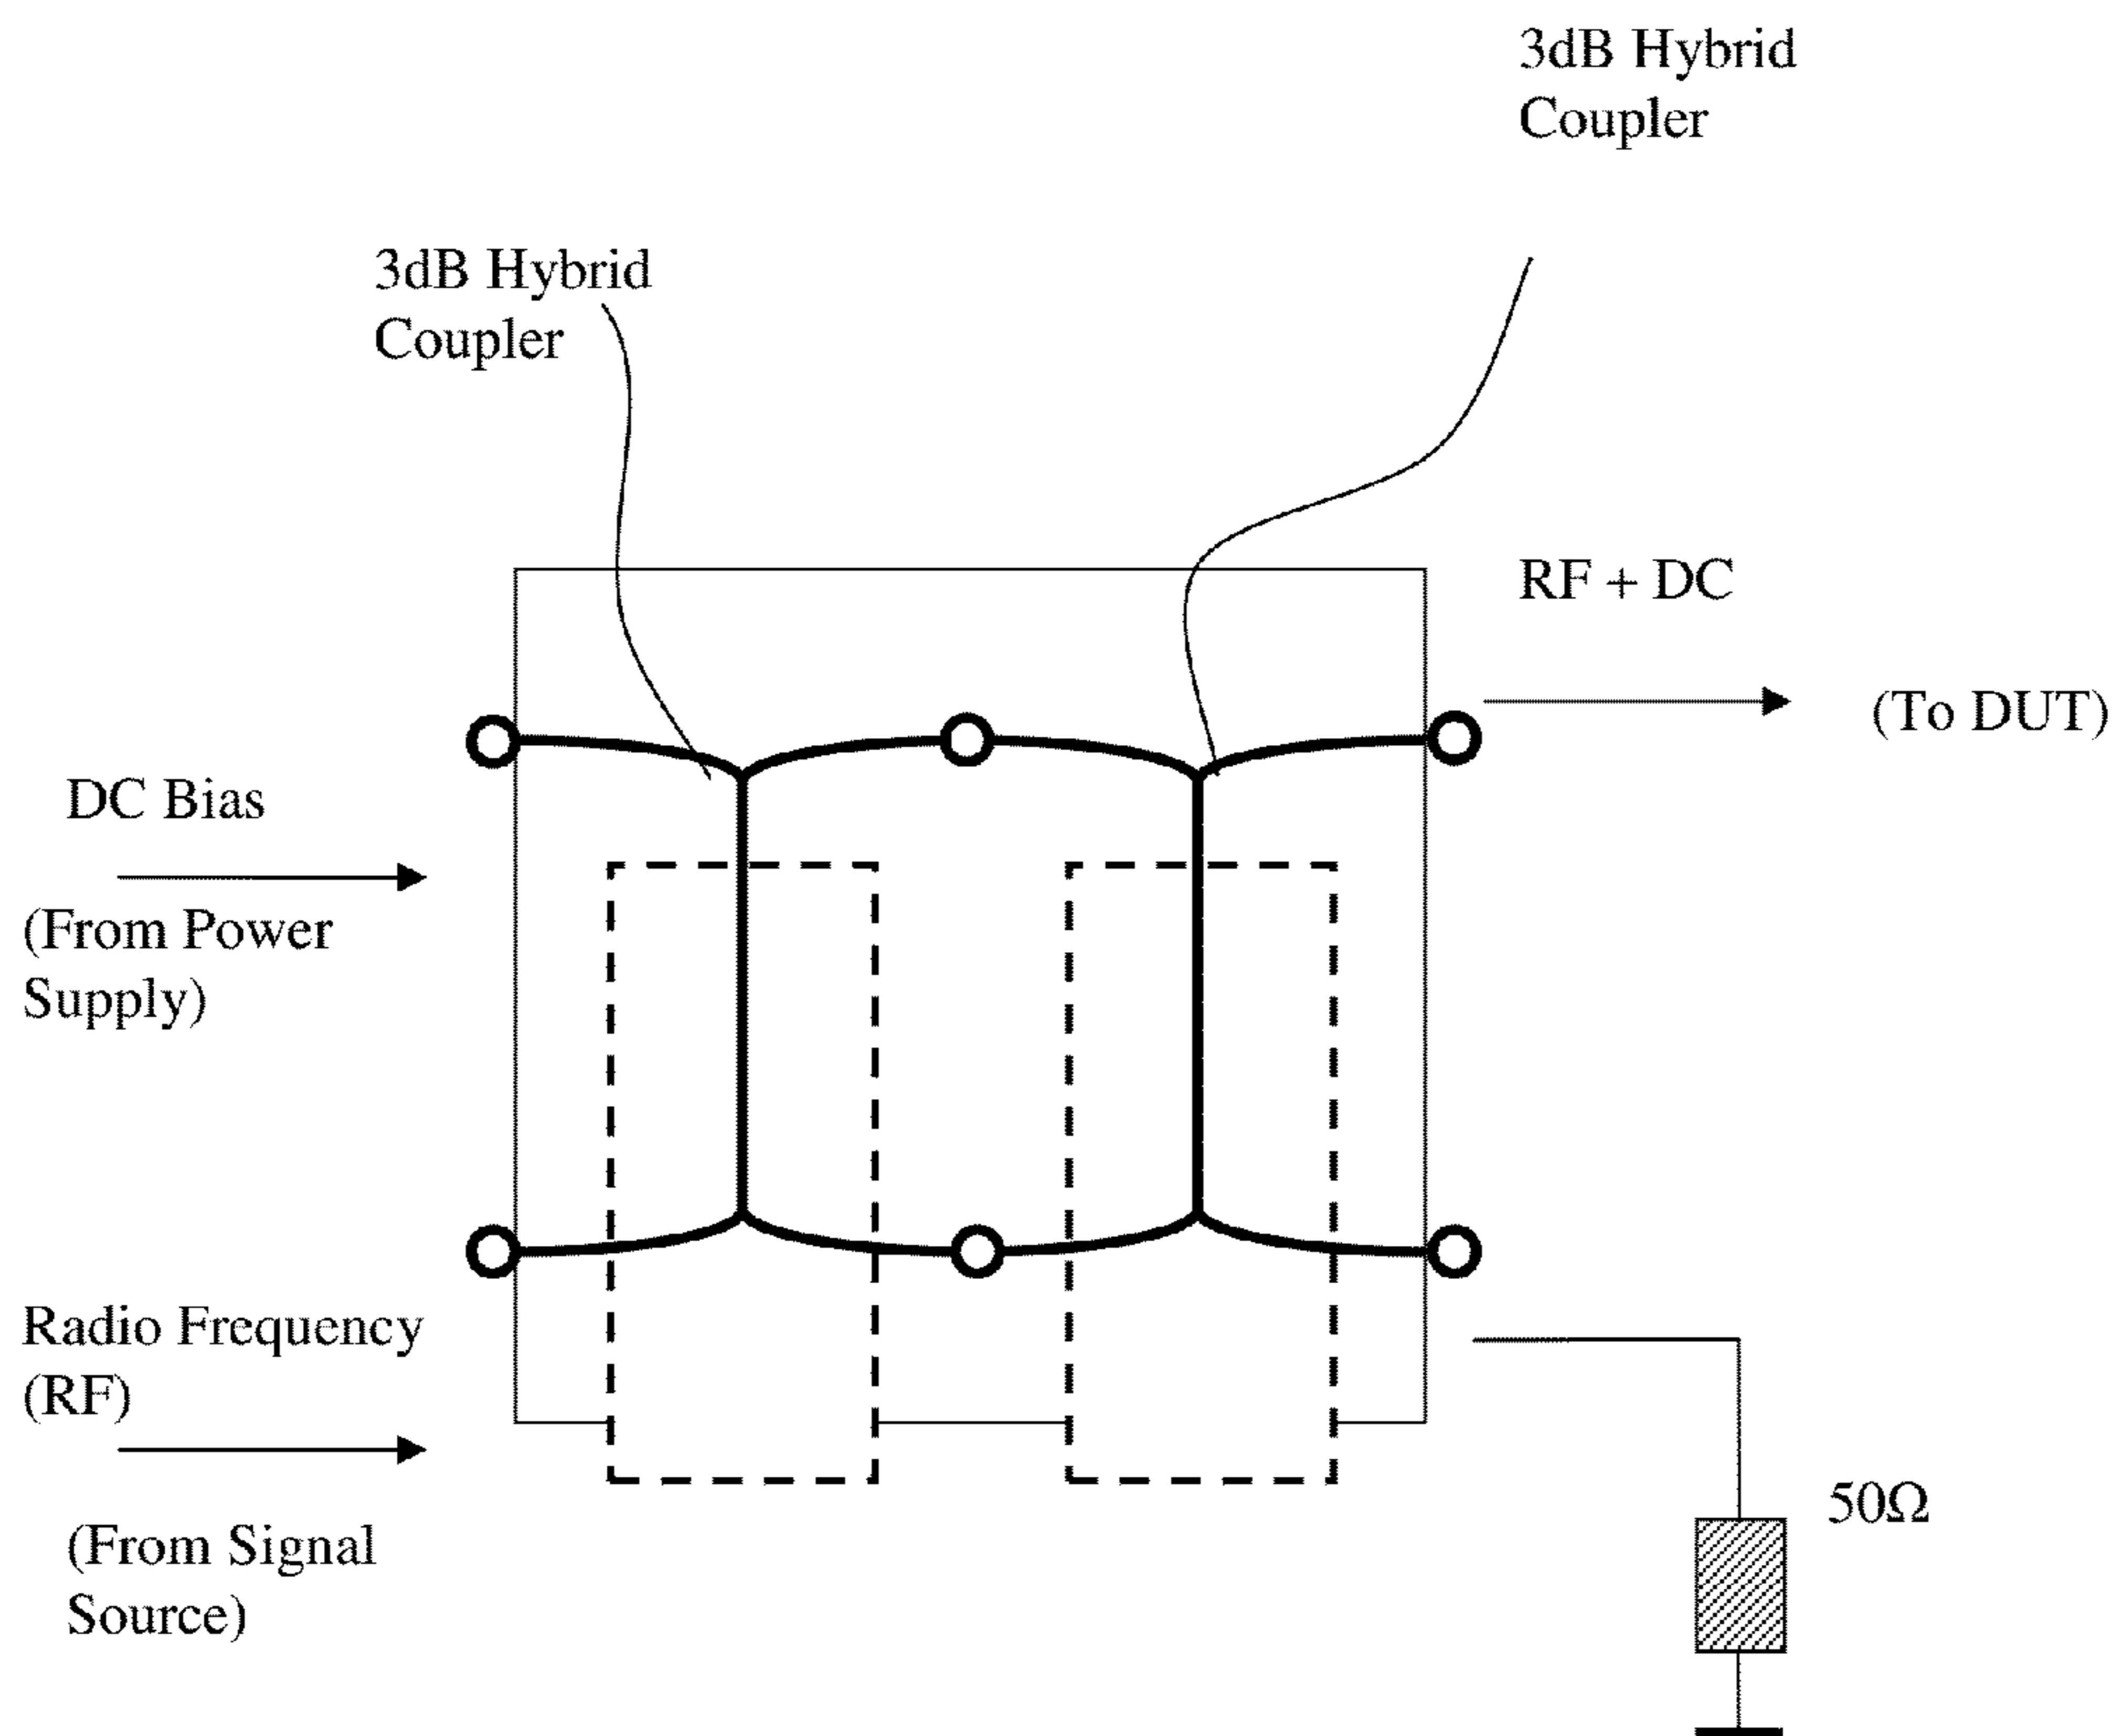 3dB Hybrid
Coupler
3dB Hybrid
Coupler
RF + DC
(To DUT)
DC Bias
(From Power
Supply)
Radio Frequency
(RF)
(From Signal
Source)
50Ω